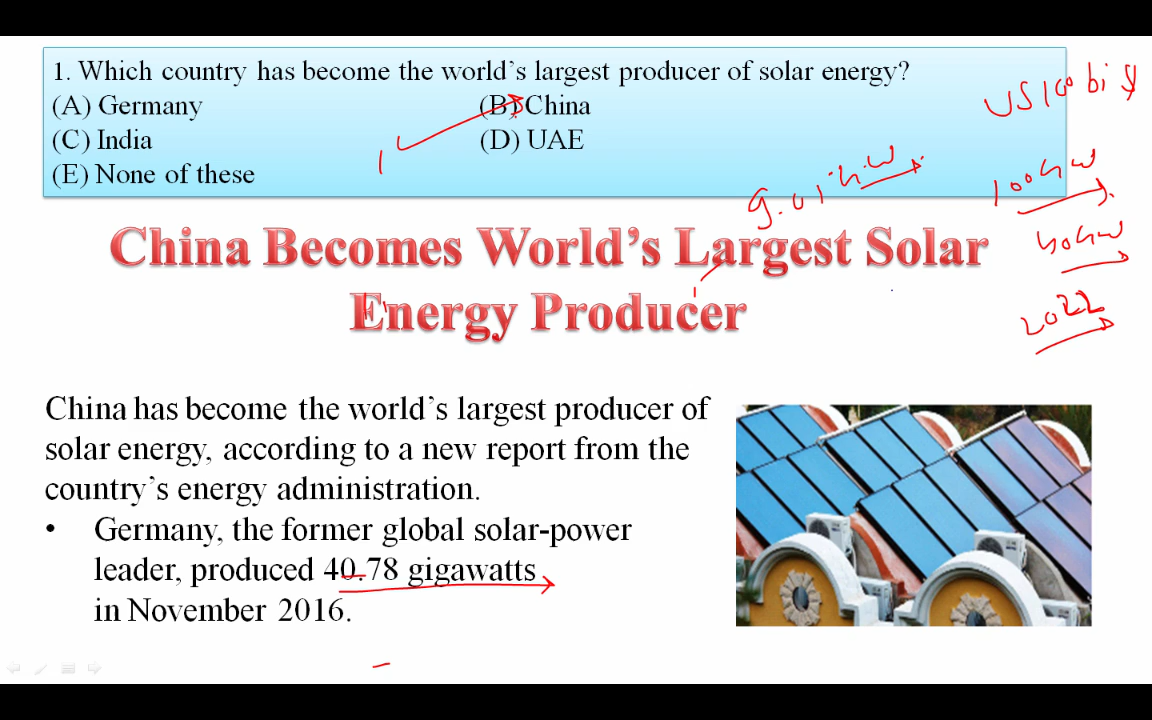 1. Which country has become the world's largest producer of solar energy?
(A) Germany (B) China
(C) India (D) UAE
(E) None of these
US 100 bi $
9.01 GW
100 GW
40 GW
2022
China Becomes World's Largest Solar
Energy Producer
China has become the world's largest producer of
solar energy, according to a new report from the
country's energy administration.
• Germany, the former global solar-power
leader, produced 40.78 gigawatts
in November 2016.